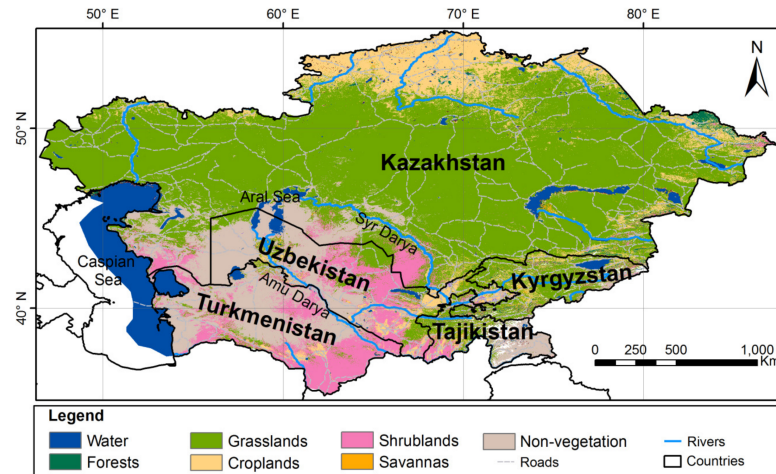 50° E
60° E
70° E
80° E
N
50° N
40° N
Kazakhstan
Aral Sea
Syr Darya
Caspian
Sea
Uzbekistan
Kyrgyzstan
Amu Darya
Turkmenistan
Tajikistan
0 250 500 1,000
Km
Legend
Water Grasslands Shrublands Non-vegetation Rivers
Forests Croplands Savannas Roads Countries